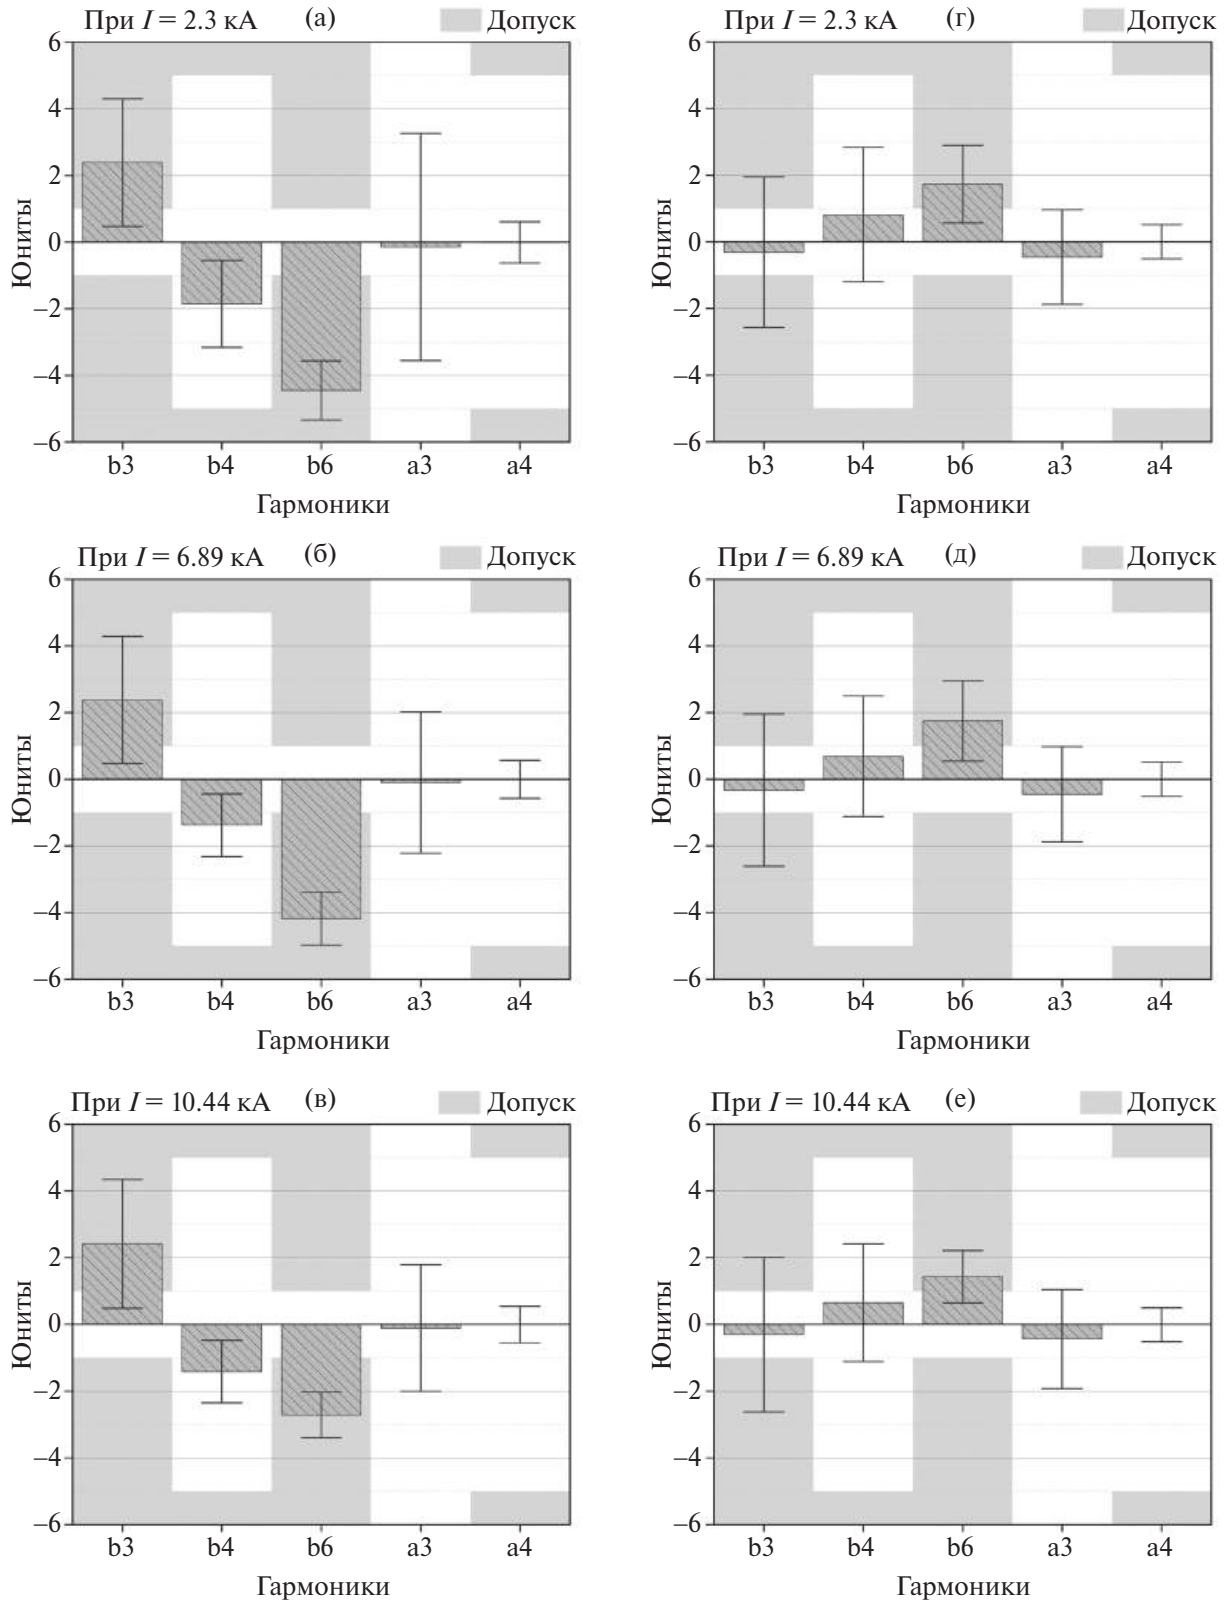 При I = 2.3 кА (а) Допуск
6
4
2
0
–2
–4
–6
Юниты
b3 b4 b6 a3 a4
Гармоники
При I = 2.3 кА (г) Допуск
6
4
2
0
–2
–4
–6
Юниты
b3 b4 b6 a3 a4
Гармоники
При I = 6.89 кА (б) Допуск
6
4
2
0
–2
–4
–6
Юниты
b3 b4 b6 a3 a4
Гармоники
При I = 6.89 кА (д) Допуск
6
4
2
0
–2
–4
–6
Юниты
b3 b4 b6 a3 a4
Гармоники
При I = 10.44 кА (в) Допуск
6
4
2
0
–2
–4
–6
Юниты
b3 b4 b6 a3 a4
Гармоники
При I = 10.44 кА (е) Допуск
6
4
2
0
–2
–4
–6
Юниты
b3 b4 b6 a3 a4
Гармоники